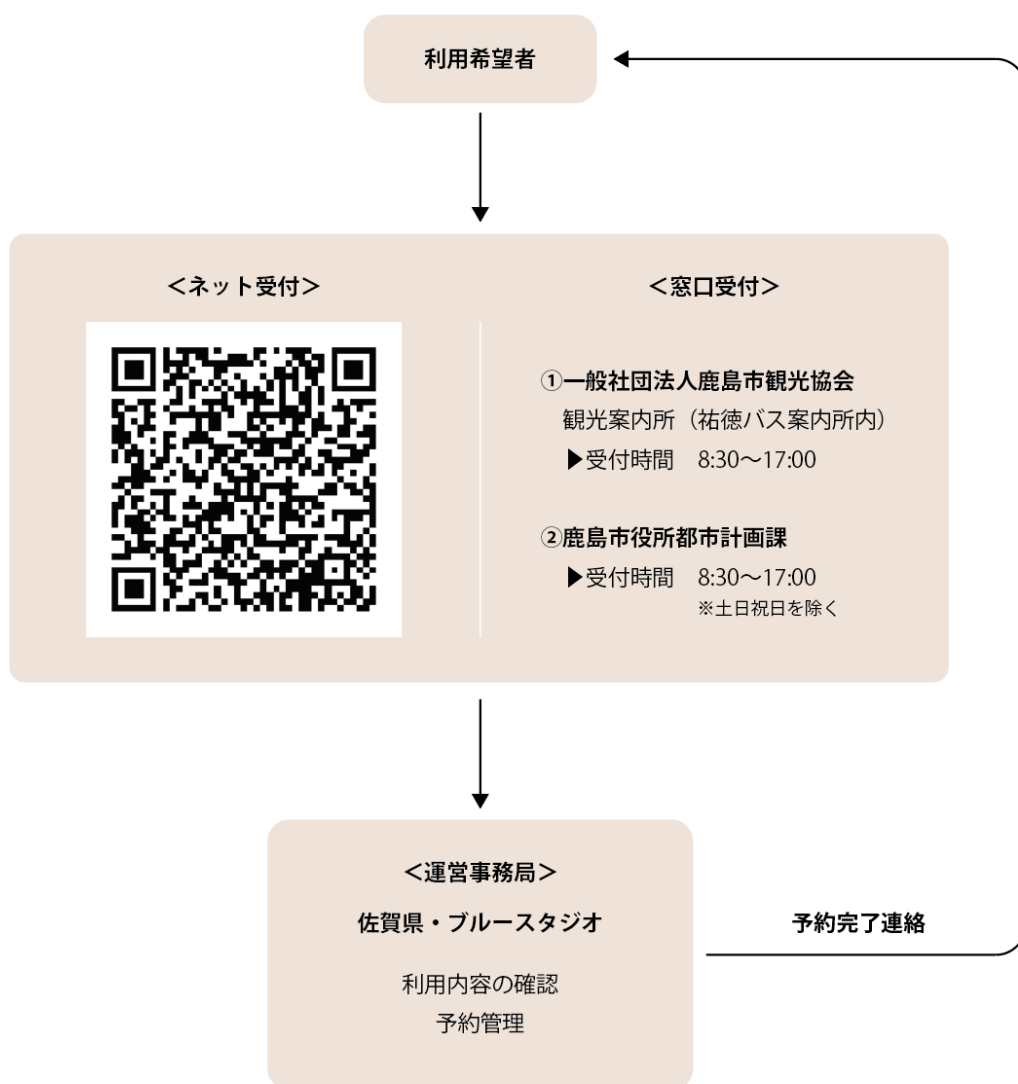 利用希望者
＜ネット受付＞
＜窓口受付＞
①一般社団法人鹿島市観光協会
観光案内所（祐徳バス案内所内）
▶受付時間　8:30〜17:00
②鹿島市役所都市計画課
▶受付時間　8:30〜17:00
※土日祝日を除く
＜運営事務局＞
佐賀県・ブルースタジオ
利用内容の確認
予約管理
予約完了連絡